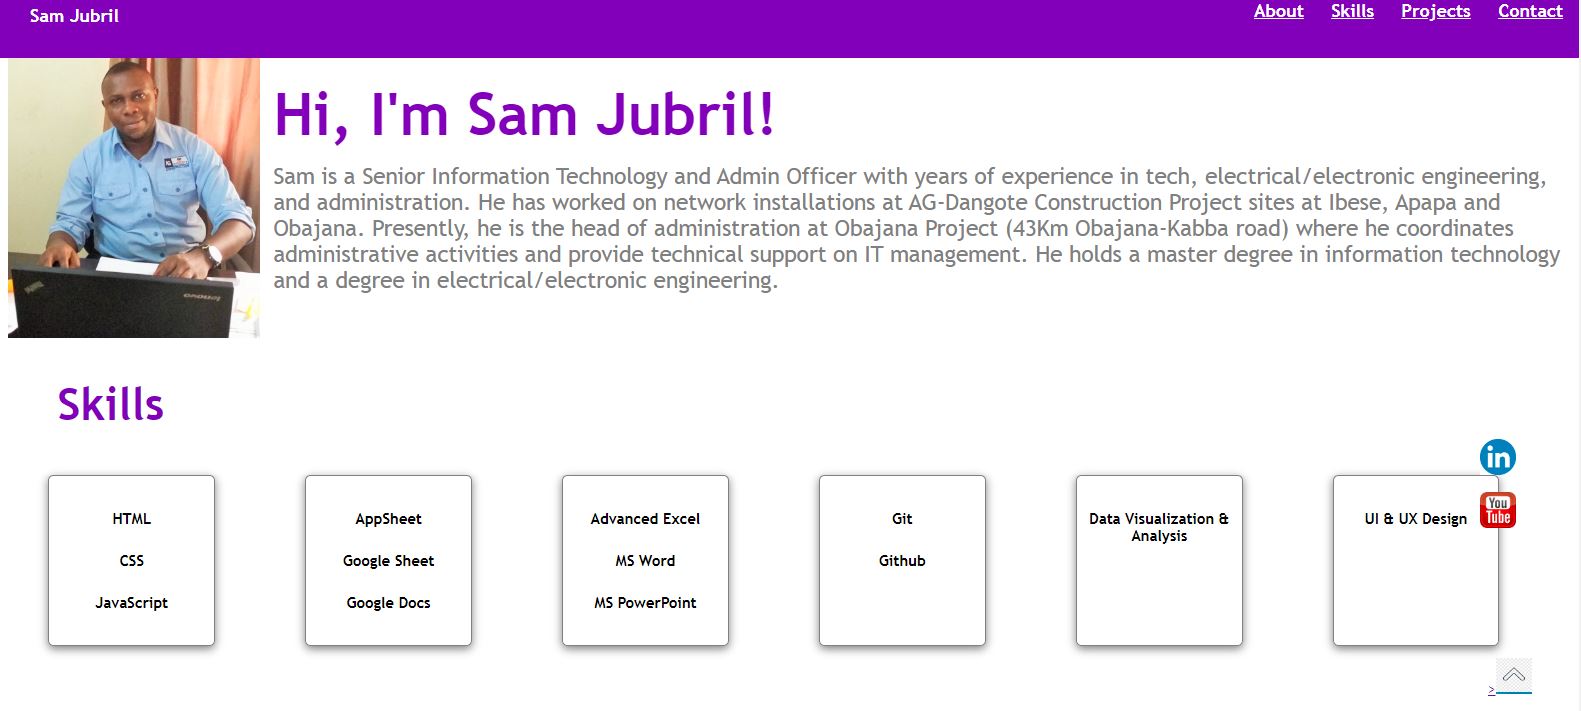 Sam Jubril
About Skills Projects Contact
Hi, I'm Sam Jubril!
Sam is a Senior Information Technology and Admin Officer with years of experience in tech, electrical/electronic engineering,
and administration. He has worked on network installations at AG-Dangote Construction Project sites at Ibese, Apapa and
Obajana. Presently, he is the head of administration at Obajana Project (43Km Obajana-Kabba road) where he coordinates
administrative activities and provide technical support on IT management. He holds a master degree in information technology
and a degree in electrical/electronic engineering.
lenovo
Skills
in
You
Tube
HTML
CSS
JavaScript
AppSheet
Google Sheet
Google Docs
Advanced Excel
MS Word
MS PowerPoint
Git
Github
Data Visualization &
Analysis
UI & UX Design
>